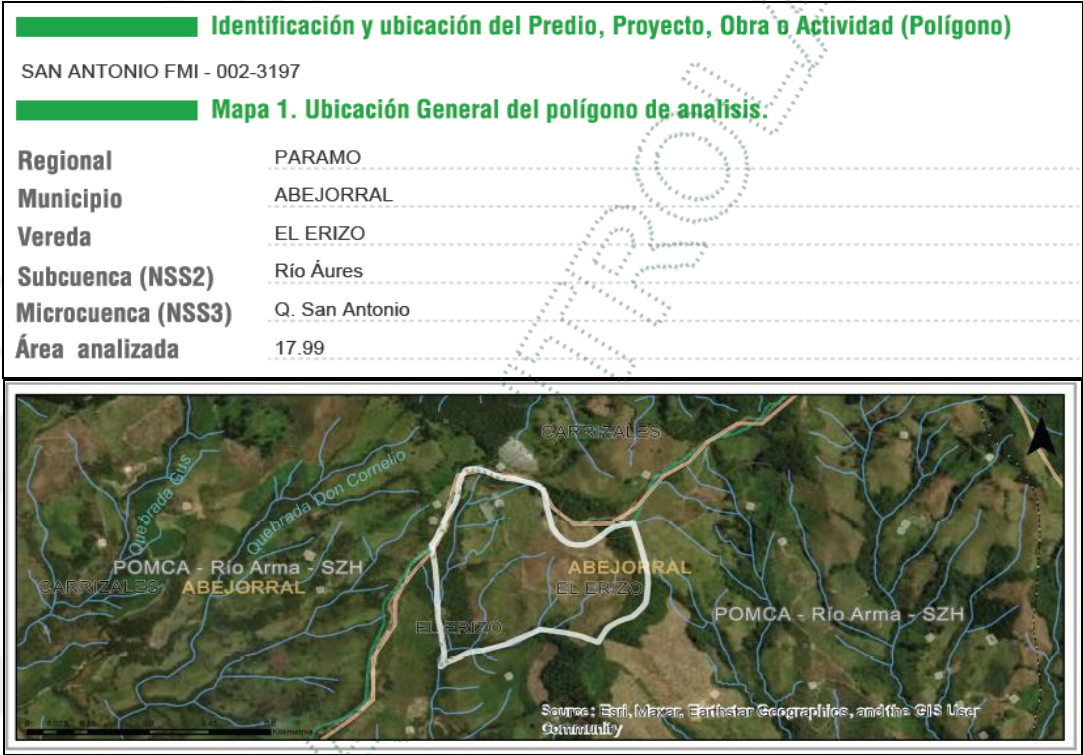 Identificación y ubicación del Predio, Proyecto, Obra o Actividad (Polígono)
SAN ANTONIO FMI - 002-3197
Mapa 1. Ubicación General del polígono de analisis.
Regional PARAMO
Municipio ABEJORRAL
Vereda EL ERIZO
Subcuenca (NSS2) Río Áures
Microcuenca (NSS3) Q. San Antonio
Área analizada 17.99
N
CARRIZALES
Quebrada Gus
Quebrada Don Cornelio
POMCA - Río Arma - SZH
CARRIZALES ABEJORRAL
ABEJORRAL
EL ERIZO
EL ERIZO
POMCA - Río Arma - SZH
Source: Esri, Maxar, Earthstar Geographics, and the GIS User
Community